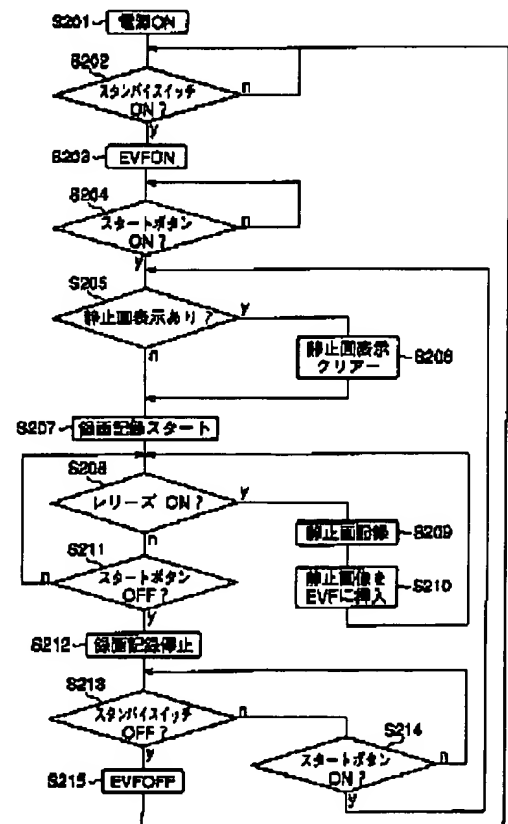 S201 電源ON
S202
スタンバイスイッチ
ON ?
n
y
S203 EVFON
S204
スタートボタン
ON ?
n
y
S205
静止画表示あり ?
y
n
静止画表示
クリアー
S206
S207 録画記録スタート
S208
レリーズ ON ?
y
n
静止画記録 S209
S211
スタートボタン
OFF ?
n
y
静止画像を
EVFに挿入
S210
S212 録画記録停止
S213
スタンバイスイッチ
OFF ?
n
y
S214
スタートボタン
ON ?
n
y
S215 EVFOFF